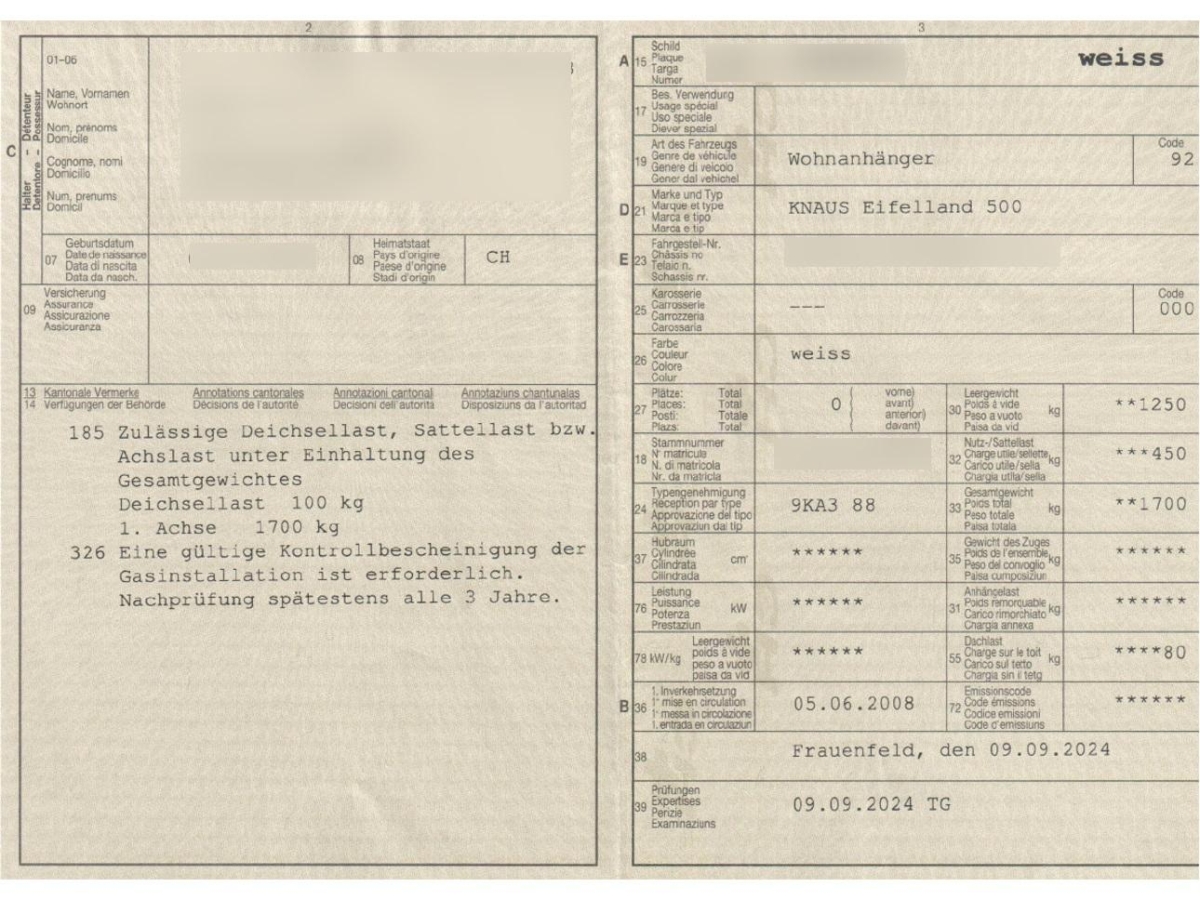 2
C
Halter - Détenteur
Detentore - Possessur
01-06
Name, Vornamen
Wohnort
Nom, prénoms
Domicile
Cognome, nomi
Domicilio
Num, prenums
Domicil
07
Geburtsdatum
Date de naissance
Data di nascita
Data da nasch.
08
Heimatstaat
Pays d'origine
Paese d'origine
Stadi d'origin
CH
09
Versicherung
Assurance
Assicurazione
Assicuranza
13 Kantonale Vermerke Annotations cantonales Annotazioni cantonali Annotaziuns chantunalas
14 Verfügungen der Behörde Décisions de l'autorité Decisioni dell'autorità Disposiziuns da l'autoritad
185 Zulässige Deichsellast, Sattellast bzw.
Achslast unter Einhaltung des
Gesamtgewichtes
Deichsellast 100 kg
1. Achse 1700 kg
326 Eine gültige Kontrollbescheinigung der
Gasinstallation ist erforderlich.
Nachprüfung spätestens alle 3 Jahre.
3
A 15
Schild
Plaque
Targa
Numer
weiss
17
Bes. Verwendung
Usage spécial
Uso speciale
Diever spezial
19
Art des Fahrzeugs
Genre de véhicule
Genere di veicolo
Gener dal vehichel
Wohnanhänger
Code
92
D 21
Marke und Typ
Marque et type
Marca e tipo
Marca e tip
KNAUS Eifelland 500
E 23
Fahrgestell-Nr.
Châssis no
Telaio n.
Schassis nr.
25
Karosserie
Carrosserie
Carrozzeria
Carossaria
---
Code
000
26
Farbe
Couleur
Colore
Colur
weiss
27
Plätze: Total
Places: Total
Posti: Totale
Plazs: Total
0 ( vorne)
avant)
anteriori)
davant)
30
Leergewicht
Poids à vide
Peso a vuoto
Paisa da vid
kg
**1250
18
Stammnummer
N° matricule
N. di matricola
Nr. da matricla
32
Nutz-/Sattellast
Charge utile/sellette
Carico utile/sella
Chargia utila/sella
kg
***450
24
Typengenehmigung
Réception par type
Approvazione del tipo
Approvaziun dal tip
9KA3 88
33
Gesamtgewicht
Poids total
Peso totale
Paisa totala
kg
**1700
37
Hubraum
Cylindrée
Cilindrata
Cilindrada
cm³
******
35
Gewicht des Zuges
Poids de l'ensemble
Peso del convoglio
Paisa cumposiziun
kg
******
76
Leistung
Puissance
Potenza
Prestaziun
kW
******
31
Anhängelast
Poids remorquable
Carico rimorchiato
Chargia annexa
kg
******
78 kW/kg
Leergewicht
poids à vide
peso a vuoto
paisa da vid
******
55
Dachlast
Charge sur le toit
Carico sul tetto
Chargia sin il tetg
kg
****80
B 36
1. Inverkehrsetzung
1re mise en circulation
1a messa in circolazione
1. entrada en circulaziun
05.06.2008
72
Emissionscode
Code émissions
Codice emissioni
Code d'emissiuns
******
38
Frauenfeld, den 09.09.2024
39
Prüfungen
Expertises
Perizie
Examinaziuns
09.09.2024 TG